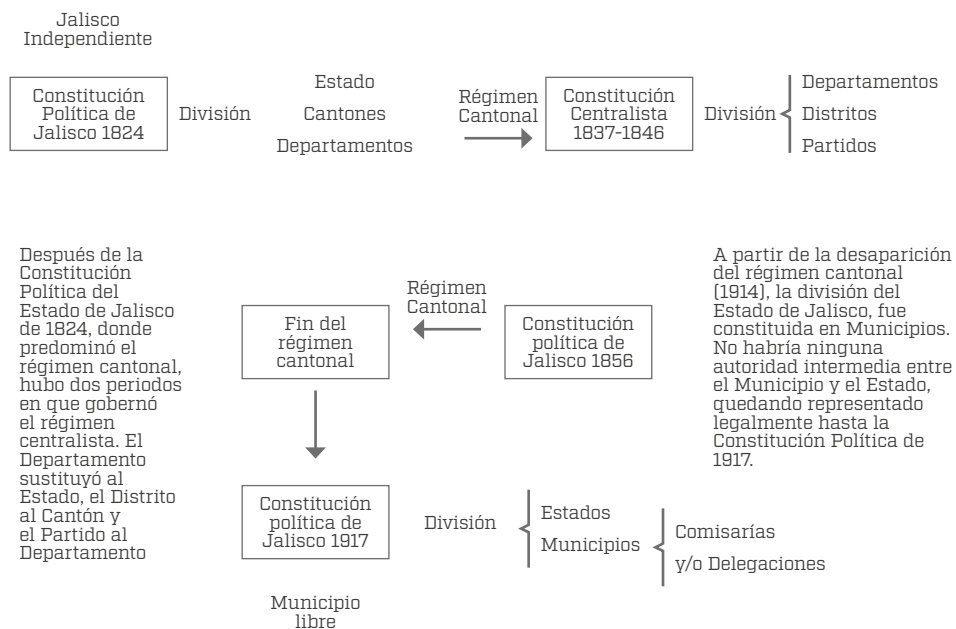 Jalisco
Independiente
Constitución
Política de
Jalisco 1824
División
Estado
Cantones
Departamentos
Régimen
Cantonal
Constitución
Centralista
1837-1846
División
Departamentos
Distritos
Partidos
Después de la
Constitución
Política del
Estado de Jalisco
de 1824, donde
predominó el
régimen cantonal,
hubo dos periodos
en que gobernó
el régimen
centralista. El
Departamento
sustituyó al
Estado, el Distrito
al Cantón y
el Partido al
Departamento
Fin del
régimen
cantonal
Régimen
Cantonal
Constitución
política de
Jalisco 1856
A partir de la desaparición
del régimen cantonal
(1914), la división del
Estado de Jalisco, fue
constituida en Municipios.
No habría ninguna
autoridad intermedia entre
el Municipio y el Estado,
quedando representado
legalmente hasta la
Constitución Política de
1917.
Constitución
política de
Jalisco 1917
División
Estados
Municipios
Comisarías
y/o Delegaciones
Municipio
libre